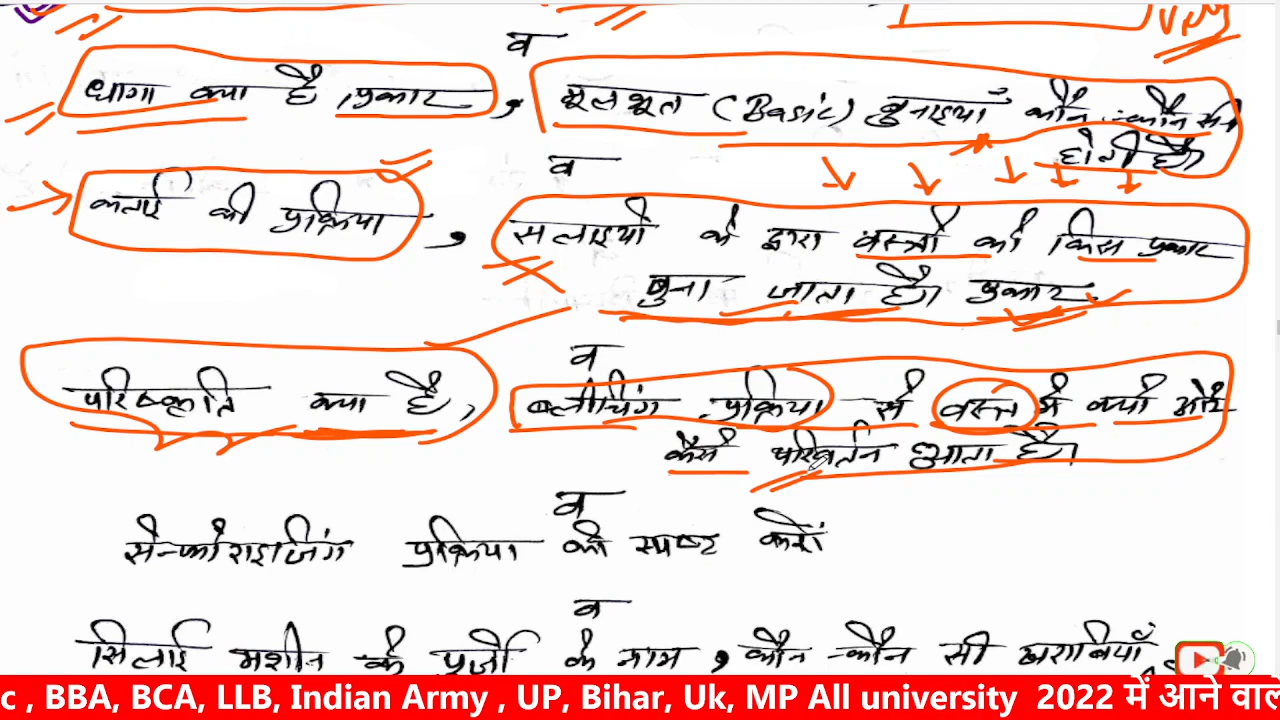 व
धागा क्या है, प्रकार, मूलभूत (Basic) बुनाइयाँ कौन-कौन सी
होती है।
व
कताई की प्रक्रिया, सलाइयो के द्वारा वस्त्रो को किस प्रकार
बुना जाता है। प्रकार
व
परिष्कृति क्या है, ब्लीचिंग प्रक्रिया से वस्त्र में क्या और
कैसे परिवर्तन आता है।
व
सेन्फोराइजिंग प्रक्रिया को स्पष्ट करो
व
सिलाई मशीन के पुर्जो के नाम, कौन-कौन सी खराबियाँ
c , BBA, BCA, LLB, Indian Army , UP, Bihar, Uk, MP All university 2022 में आने वाले